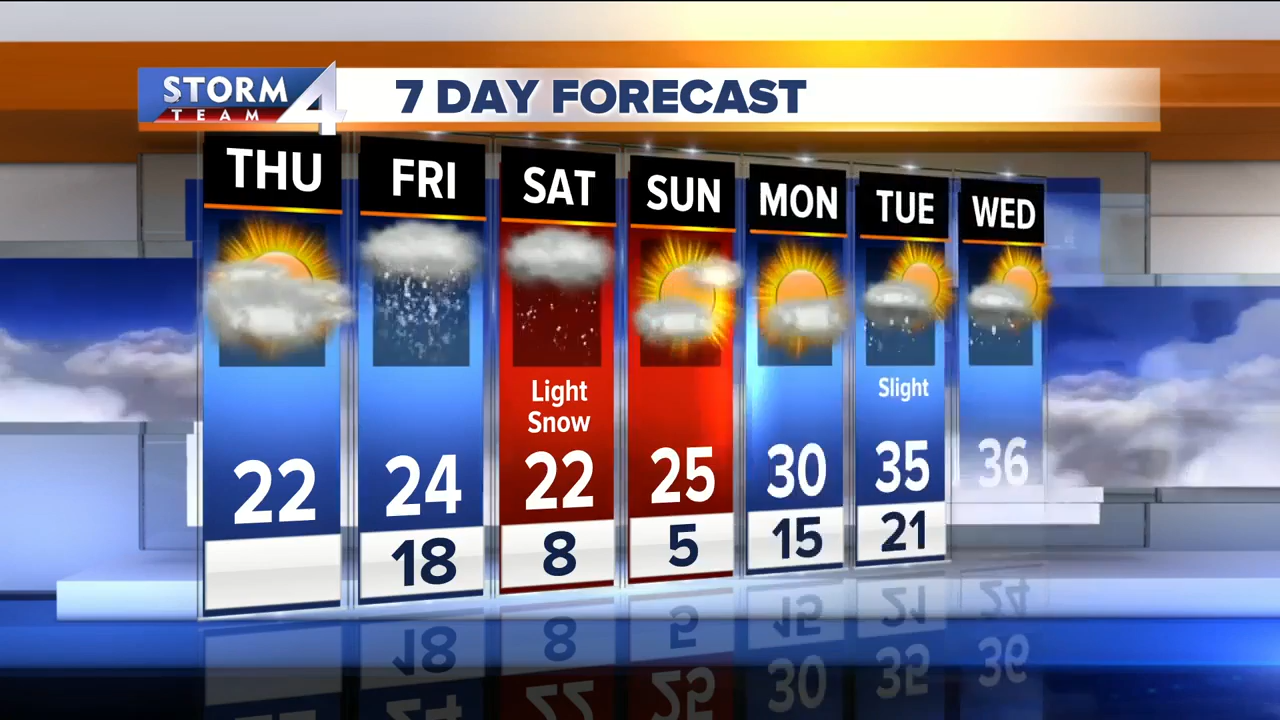 STORM
TEAM
4
7 DAY FORECAST
THU
FRI
SAT
SUN
MON
TUE
WED
Light
Snow
Slight
22
24
22
25
30
35
36
18
8
5
15
21